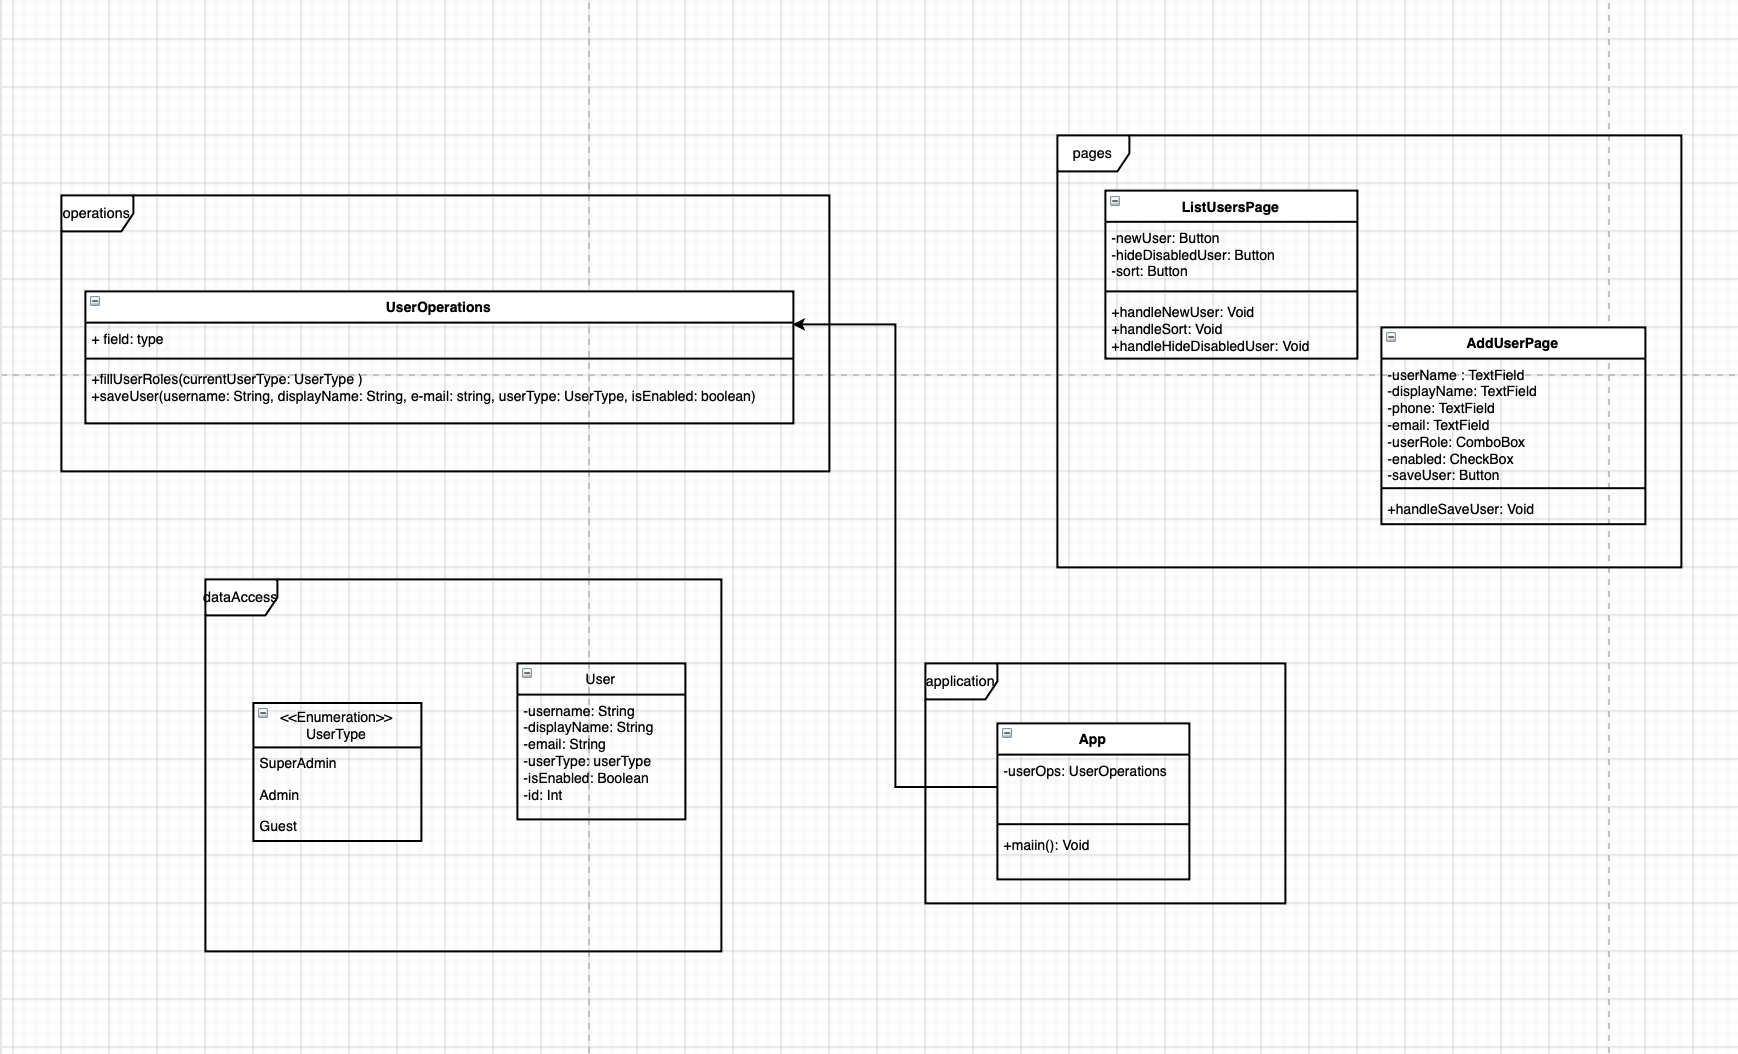 operations
UserOperations
+ field: type
+fillUserRoles(currentUserType: UserType )
+saveUser(username: String, displayName: String, e-mail: string, userType: UserType, isEnabled: boolean)
pages
ListUsersPage
-newUser: Button
-hideDisabledUser: Button
-sort: Button
+handleNewUser: Void
+handleSort: Void
+handleHideDisabledUser: Void
AddUserPage
-userName : TextField
-displayName: TextField
-phone: TextField
-email: TextField
-userRole: ComboBox
-enabled: CheckBox
-saveUser: Button
+handleSaveUser: Void
dataAccess
<<Enumeration>>
UserType
SuperAdmin
Admin
Guest
User
-username: String
-displayName: String
-email: String
-userType: userType
-isEnabled: Boolean
-id: Int
application
App
-userOps: UserOperations
+maiin(): Void